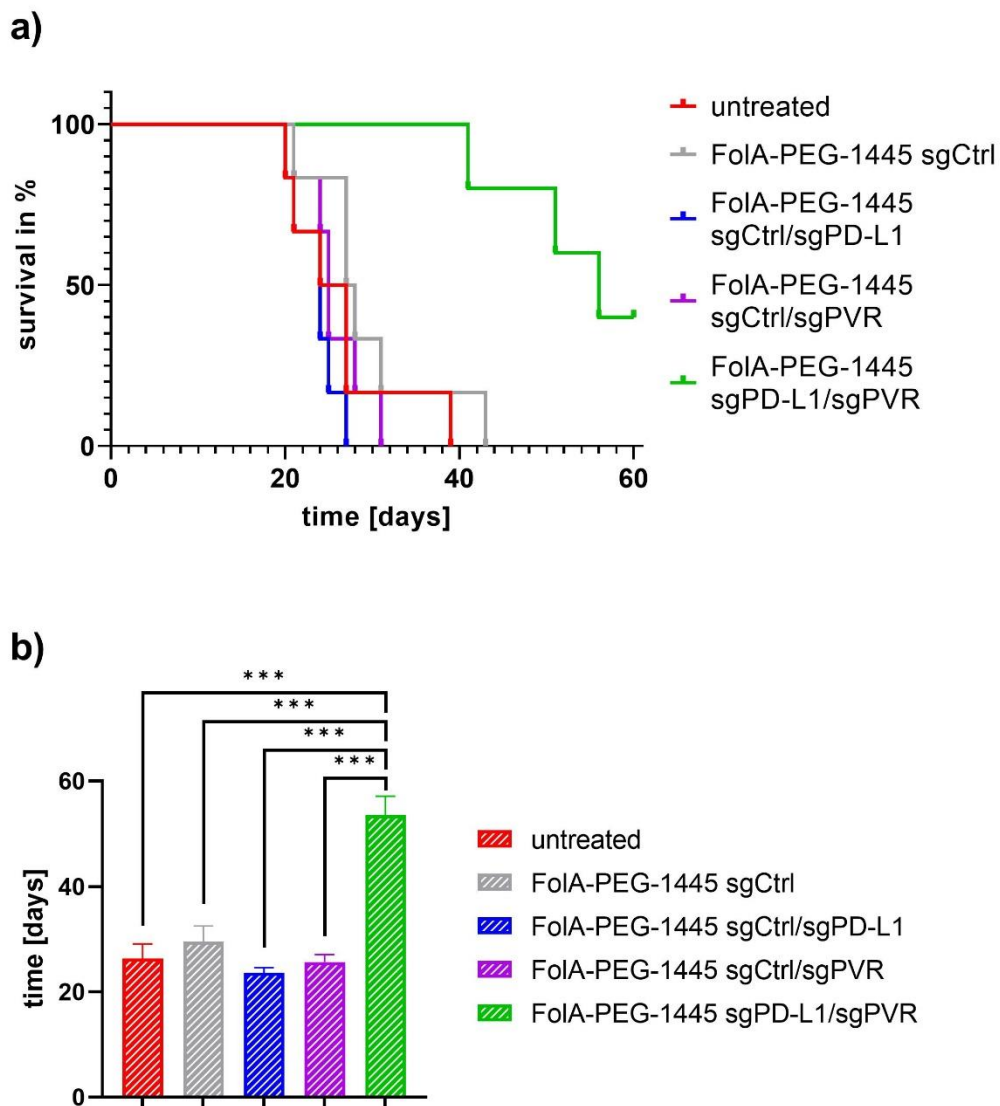 a)
100
50
0
0
20
40
60
survival in %
time [days]
untreated
FolA-PEG-1445 sgCtrl
FolA-PEG-1445
sgCtrl/sgPD-L1
FolA-PEG-1445
sgCtrl/sgPVR
FolA-PEG-1445
sgPD-L1/sgPVR
b)
***
***
***
***
60
40
20
0
time [days]
untreated
FolA-PEG-1445 sgCtrl
FolA-PEG-1445 sgCtrl/sgPD-L1
FolA-PEG-1445 sgCtrl/sgPVR
FolA-PEG-1445 sgPD-L1/sgPVR